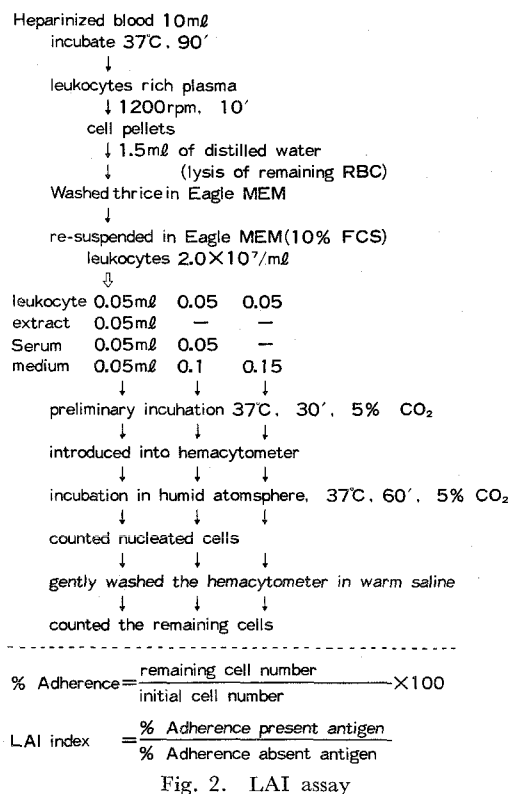 Heparinized blood 10mℓ
incubate 37℃, 90′
↓
leukocytes rich plasma
↓ 1200rpm, 10′
cell pellets
↓ 1.5mℓ of distilled water
↓ (lysis of remaining RBC)
Washed thrice in Eagle MEM
↓
re-suspended in Eagle MEM(10% FCS)
leukocytes 2.0×10⁷/mℓ
⇩
leukocyte 0.05mℓ 0.05 0.05
extract 0.05mℓ — —
Serum 0.05mℓ 0.05 —
medium 0.05mℓ 0.1 0.15
↓ ↓ ↓
preliminary incuhation 37℃, 30′, 5% CO₂
↓ ↓ ↓
introduced into hemacytometer
↓ ↓ ↓
incubation in humid atomsphere, 37℃, 60′, 5% CO₂
↓ ↓ ↓
counted nucleated cells
↓ ↓ ↓
gently washed the hemacytometer in warm saline
↓ ↓ ↓
counted the remaining cells
% Adherence = remaining cell number / initial cell number ×100
LAI index = % Adherence present antigen / % Adherence absent antigen
Fig. 2. LAI assay